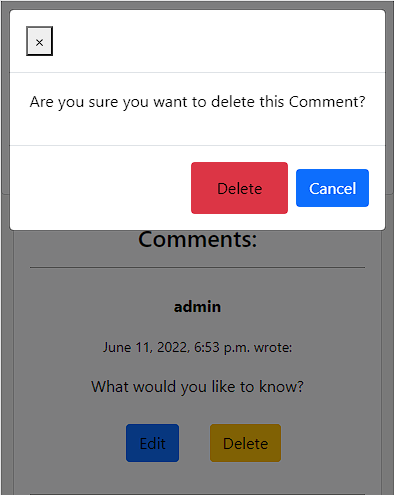 ×
Are you sure you want to delete this Comment?
Delete Cancel
Comments:
admin
June 11, 2022, 6:53 p.m. wrote:
What would you like to know?
Edit Delete